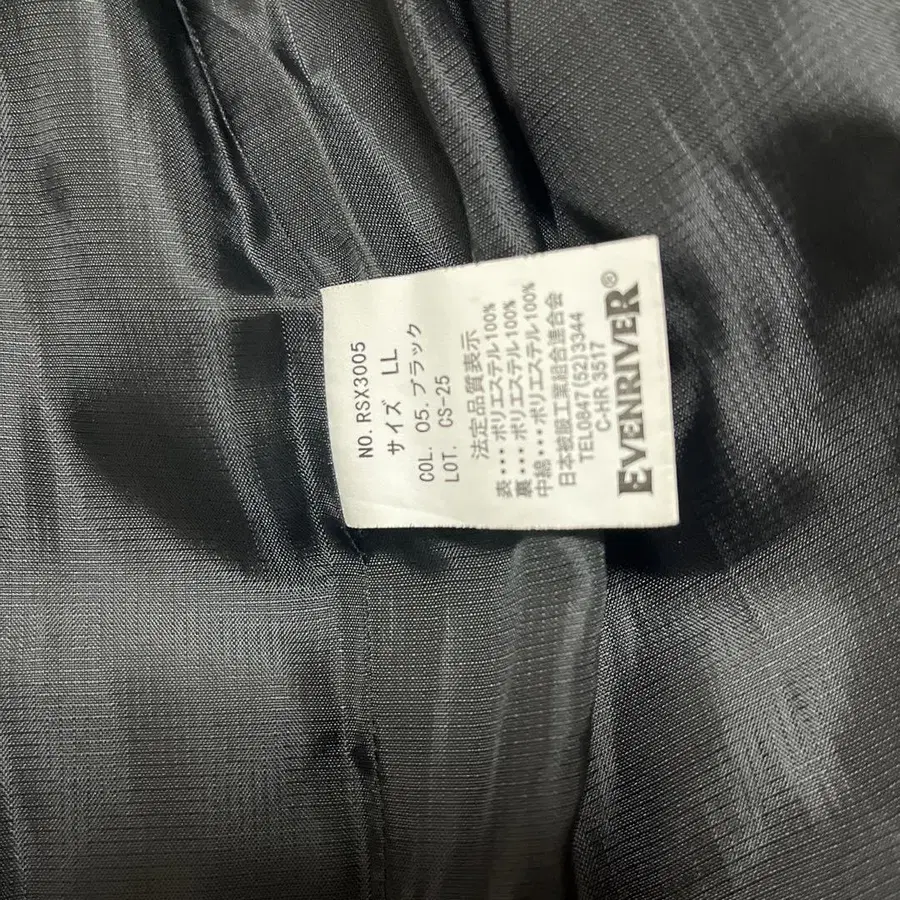 NO. RSX3005
サイズ LL
COL. 05.ブラック
LOT. CS-25
法定品質表示
表・・・ポリエステル100%
裏・・・ポリエステル100%
中綿・・・ポリエステル100%
日本被服工業組合連合会
TEL0847(52)3344
C-HR 3517
EVENRIVER®